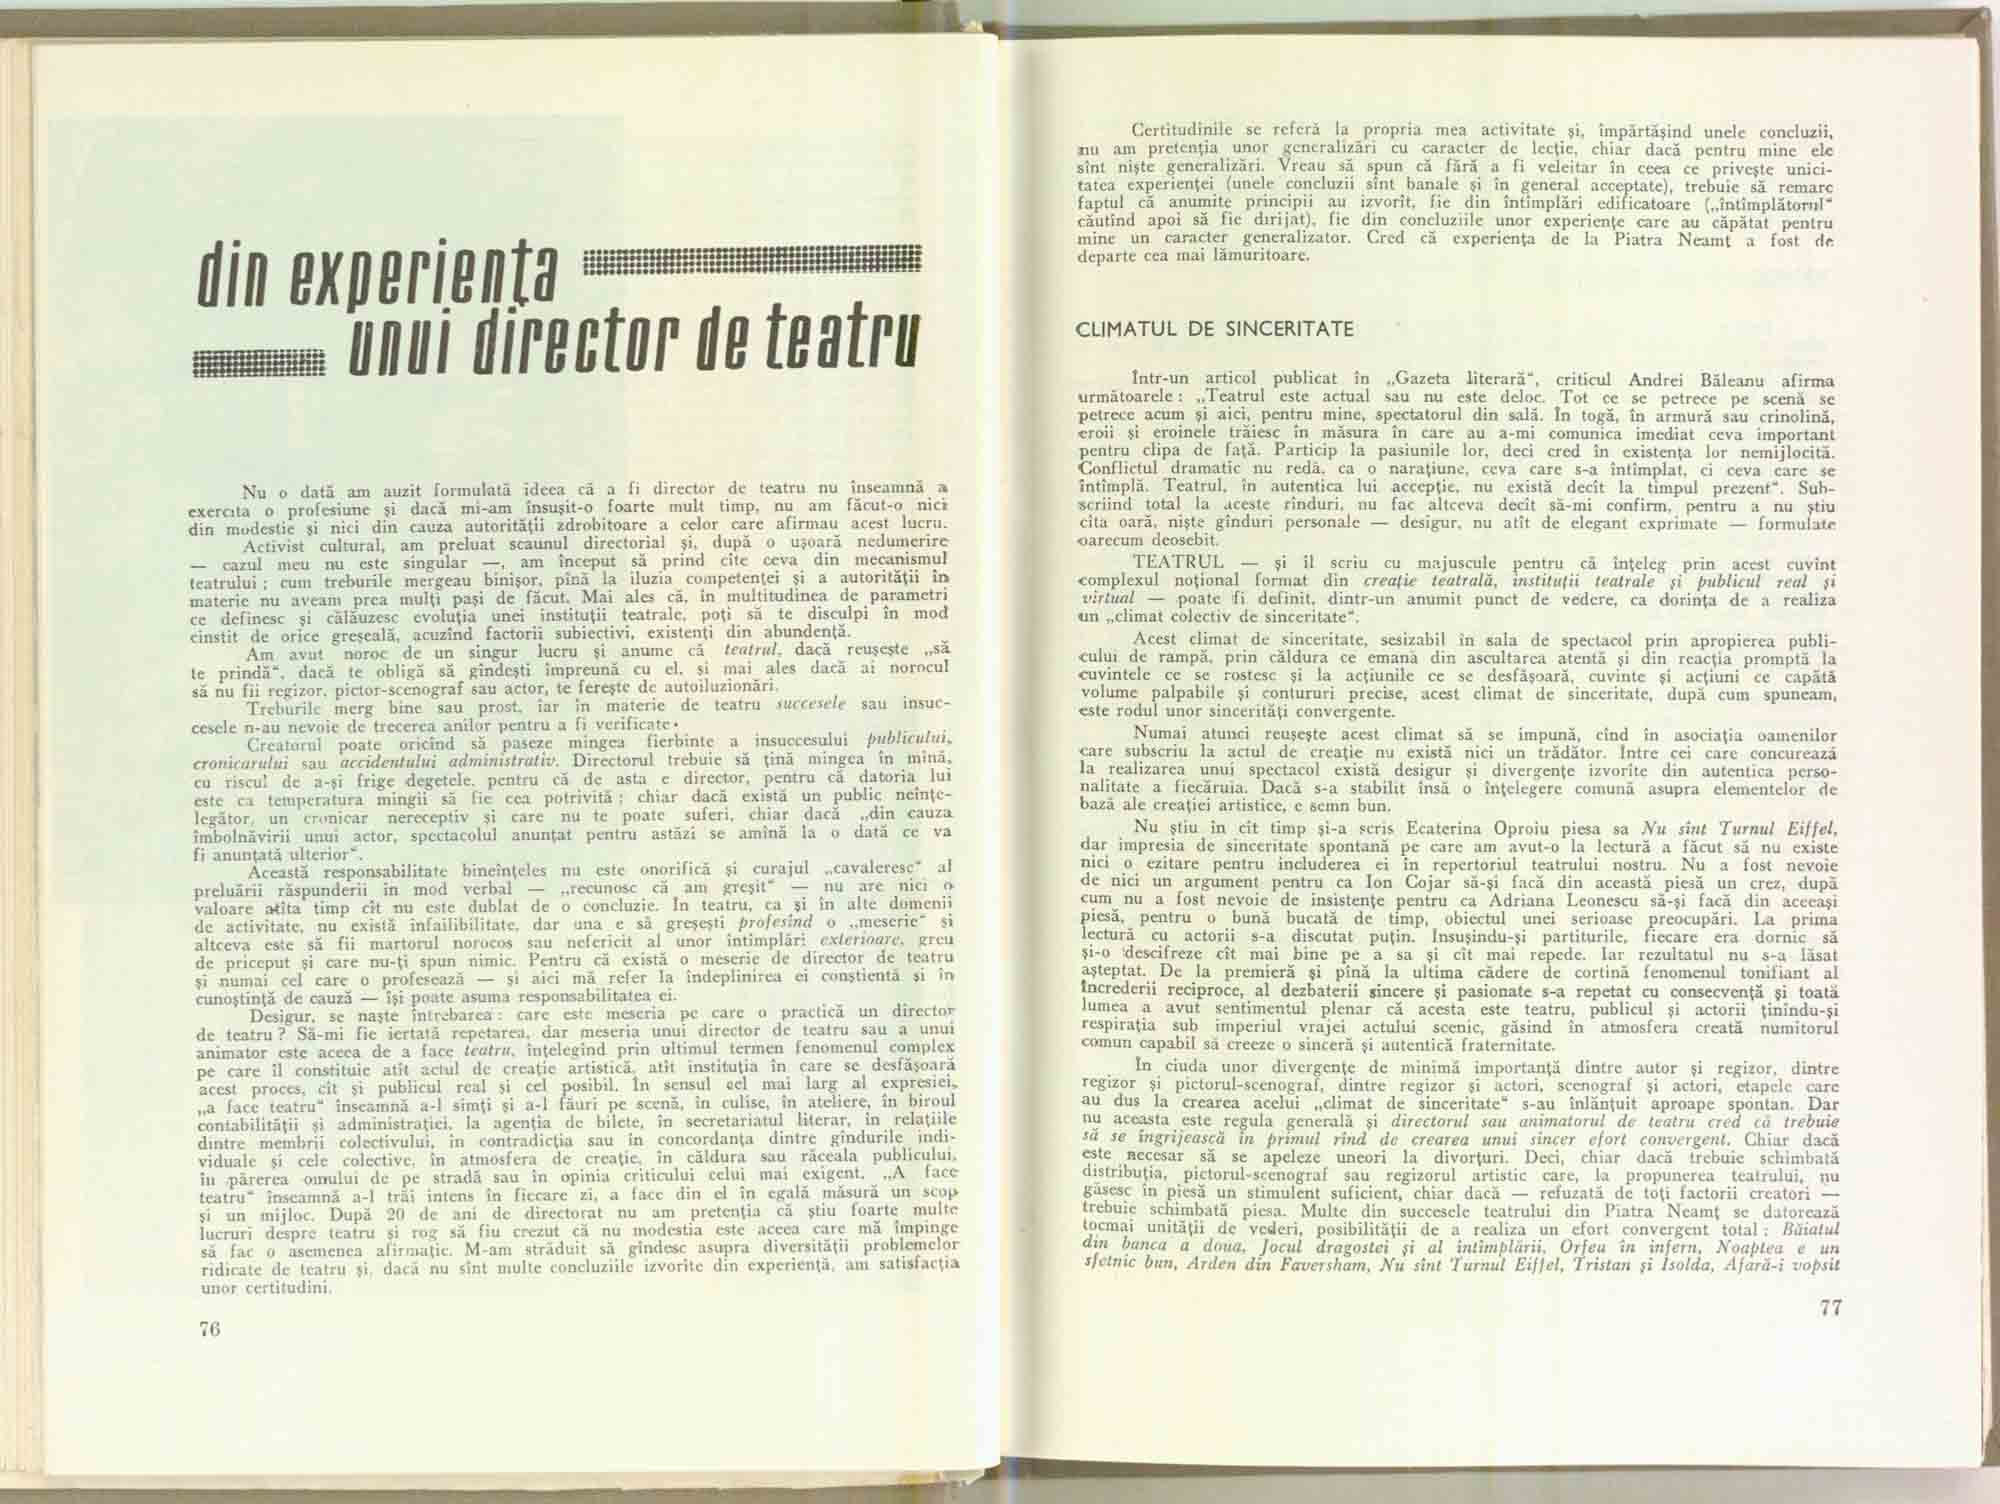 din experiența
unui director de teatru
Nu o dată am auzit formulată ideea că a fi director de teatru nu înseamnă a
exercita o profesiune și dacă mi-am însușit-o foarte mult timp, nu am făcut-o nici
din modestie și nici din cauza autorității zdrobitoare a celor care afirmau acest lucru.
Activist cultural, am preluat scaunul directorial și, după o ușoară nedumerire
— cazul meu nu este singular —, am început să prind cîte ceva din mecanismul
teatrului ; cum treburile mergeau binișor, pînă la iluzia competenței și a autorității în
materie nu aveam prea mulți pași de făcut. Mai ales că, în multitudinea de parametri
ce definesc și călăuzesc evoluția unei instituții teatrale, poți să te disculpi în mod
cinstit de orice greșeală, acuzînd factorii subiectivi, existenți din abundență.
Am avut noroc de un singur lucru și anume că teatrul, dacă reușește „să
te prindă“, dacă te obligă să gîndești împreună cu el, și mai ales dacă ai norocul
să nu fii regizor, pictor-scenograf sau actor, te ferește de autoiluzionări.
Treburile merg bine sau prost, iar în materie de teatru succesele sau insuc-
cesele n-au nevoie de trecerea anilor pentru a fi verificate.
Creatorul poate oricînd să paseze mingea fierbinte a insuccesului publicului,
cronicarului sau accidentului administrativ. Directorul trebuie să țină mingea în mînă,
cu riscul de a-și frige degetele, pentru că de asta e director, pentru că datoria lui
este ca temperatura mingii să fie cea potrivită ; chiar dacă există un public neînțe-
legător, un cronicar nereceptiv și care nu te poate suferi, chiar dacă „din cauza
îmbolnăvirii unui actor, spectacolul anunțat pentru astăzi se amînă la o dată ce va
fi anunțată ulterior“.
Această responsabilitate bineînțeles nu este onorifică și curajul „cavaleresc“ al
preluării răspunderii în mod verbal — „recunosc că am greșit“ — nu are nici o
valoare atîta timp cît nu este dublat de o concluzie. In teatru, ca și în alte domenii
de activitate, nu există infailibilitate, dar una e să greșești profesînd o „meserie“ și
altceva este să fii martorul norocos sau nefericit al unor întîmplări exterioare, greu
de priceput și care nu-ți spun nimic. Pentru că există o meserie de director de teatru
și numai cel care o profesează — și aici mă refer la îndeplinirea ei conștientă și în
cunoștință de cauză — își poate asuma responsabilitatea ei.
Desigur, se naște întrebarea : care este meseria pe care o practică un director
de teatru ? Să-mi fie iertată repetarea, dar meseria unui director de teatru sau a unui
animator este aceea de a face teatru, înțelegînd prin ultimul termen fenomenul complex
pe care îl constituie atît actul de creație artistică, atît instituția în care se desfășoară
acest proces, cît și publicul real și cel posibil. In sensul cel mai larg al expresiei,
„a face teatru“ înseamnă a-l simți și a-l făuri pe scenă, în culise, în ateliere, în biroul
contabilității și administrației, la agenția de bilete, în secretariatul literar, în relațiile
dintre membrii colectivului, în contradicția sau în concordanța dintre gîndurile indi-
viduale și cele colective, în atmosfera de creație, în căldura sau răceala publicului,
în părerea omului de pe stradă sau în opinia criticului celui mai exigent. „A face
teatru“ înseamnă a-l trăi intens în fiecare zi, a face din el în egală măsură un scop
și un mijloc. După 20 de ani de directorat nu am pretenția că știu foarte multe
lucruri despre teatru și rog să fiu crezut că nu modestia este aceea care mă împinge
să fac o asemenea afirmație. M-am străduit să gîndesc asupra diversității problemelor
ridicate de teatru și, dacă nu sînt multe concluziile izvorîte din experiență, am satisfacția
unor certitudini.
76
Certitudinile se referă la propria mea activitate și, împărtășind unele concluzii,
nu am pretenția unor generalizări cu caracter de lecție, chiar dacă pentru mine ele
sînt niște generalizări. Vreau să spun că fără a fi veleitar în ceea ce privește unici-
tatea experienței (unele concluzii sînt banale și în general acceptate), trebuie să remarc
faptul că anumite principii au izvorît, fie din întîmplări edificatoare („întîmplătorul“
căutînd apoi să fie dirijat), fie din concluziile unor experiențe care au căpătat pentru
mine un caracter generalizator. Cred că experiența de la Piatra Neamț a fost de
departe cea mai lămuritoare.
CLIMATUL DE SINCERITATE
Într-un articol publicat în „Gazeta literară“, criticul Andrei Băleanu afirma
următoarele : „Teatrul este actual sau nu este deloc. Tot ce se petrece pe scenă se
petrece acum și aici, pentru mine, spectatorul din sală. In togă, în armură sau crinolină,
eroii și eroinele trăiesc în măsura în care au a-mi comunica imediat ceva important
pentru clipa de față. Particip la pasiunile lor, deci cred în existența lor nemijlocită.
Conflictul dramatic nu redă, ca o narațiune, ceva care s-a întîmplat, ci ceva care se
întîmplă. Teatrul, în autentica lui accepție, nu există decît la timpul prezent“. Sub-
scriind total la aceste rînduri, nu fac altceva decît să-mi confirm, pentru a nu știu
cîta oară, niște gînduri personale — desigur, nu atît de elegant exprimate — formulate
oarecum deosebit.
TEATRUL — și îl scriu cu majuscule pentru că înțeleg prin acest cuvînt
complexul noțional format din creație teatrală, instituții teatrale și publicul real și
virtual — poate fi definit, dintr-un anumit punct de vedere, ca dorința de a realiza
un „climat colectiv de sinceritate“.
Acest climat de sinceritate, sesizabil în sala de spectacol prin apropierea publi-
cului de rampă, prin căldura ce emană din ascultarea atentă și din reacția promptă la
cuvintele ce se rostesc și la acțiunile ce se desfășoară, cuvinte și acțiuni ce capătă
volume palpabile și contururi precise, acest climat de sinceritate, după cum spuneam,
este rodul unor sincerități convergente.
Numai atunci reușește acest climat să se impună, cînd în asociația oamenilor
care subscriu la actul de creație nu există nici un trădător. Intre cei care concurează
la realizarea unui spectacol există desigur și divergențe izvorîte din autentica perso-
nalitate a fiecăruia. Dacă s-a stabilit însă o înțelegere comună asupra elementelor de
bază ale creației artistice, e semn bun.
Nu știu în cît timp și-a scris Ecaterina Oproiu piesa sa Nu sînt Turnul Eiffel,
dar impresia de sinceritate spontană pe care am avut-o la lectură a făcut să nu existe
nici o ezitare pentru includerea ei în repertoriul teatrului nostru. Nu a fost nevoie
de nici un argument pentru ca Ion Cojar să-și facă din această piesă un crez, după
cum nu a fost nevoie de insistențe pentru ca Adriana Leonescu să-și facă din aceeași
piesă, pentru o bună bucată de timp, obiectul unei serioase preocupări. La prima
lectură cu actorii s-a discutat puțin. Insușindu-și partiturile, fiecare era dornic să
și-o descifreze cît mai bine pe a sa și cît mai repede. Iar rezultatul nu s-a lăsat
așteptat. De la premieră și pînă la ultima cădere de cortină fenomenul tonifiant al
încrederii reciproce, al dezbaterii sincere și pasionate s-a repetat cu consecvență și toată
lumea a avut sentimentul plenar că acesta este teatru, publicul și actorii ținîndu-și
respirația sub imperiul vrajei actului scenic, găsind în atmosfera creată numitorul
comun capabil să creeze o sinceră și autentică fraternitate.
In ciuda unor divergențe de minimă importanță dintre autor și regizor, dintre
regizor și pictorul-scenograf, dintre regizor și actori, scenograf și actori, etapele care
au dus la crearea acelui „climat de sinceritate“ s-au înlănțuit aproape spontan. Dar
nu aceasta este regula generală și directorul sau animatorul de teatru cred că trebuie
să se îngrijească în primul rînd de crearea unui sincer efort convergent. Chiar dacă
este necesar să se apeleze uneori la divorțuri. Deci, chiar dacă trebuie schimbată
distribuția, pictorul-scenograf sau regizorul artistic care, la propunerea teatrului, nu
găsesc în piesă un stimulent suficient, chiar dacă — refuzată de toți factorii creatori —
trebuie schimbată piesa. Multe din succesele teatrului din Piatra Neamț se datorează
tocmai unității de vederi, posibilității de a realiza un efort convergent total : Băiatul
din banca a doua, Jocul dragostei și al întîmplării, Orfeu în infern, Noaptea e un
sfetnic bun, Arden din Faversham, Nu sînt Turnul Eiffel, Tristan și Isolda, Afară-i vopsit
77